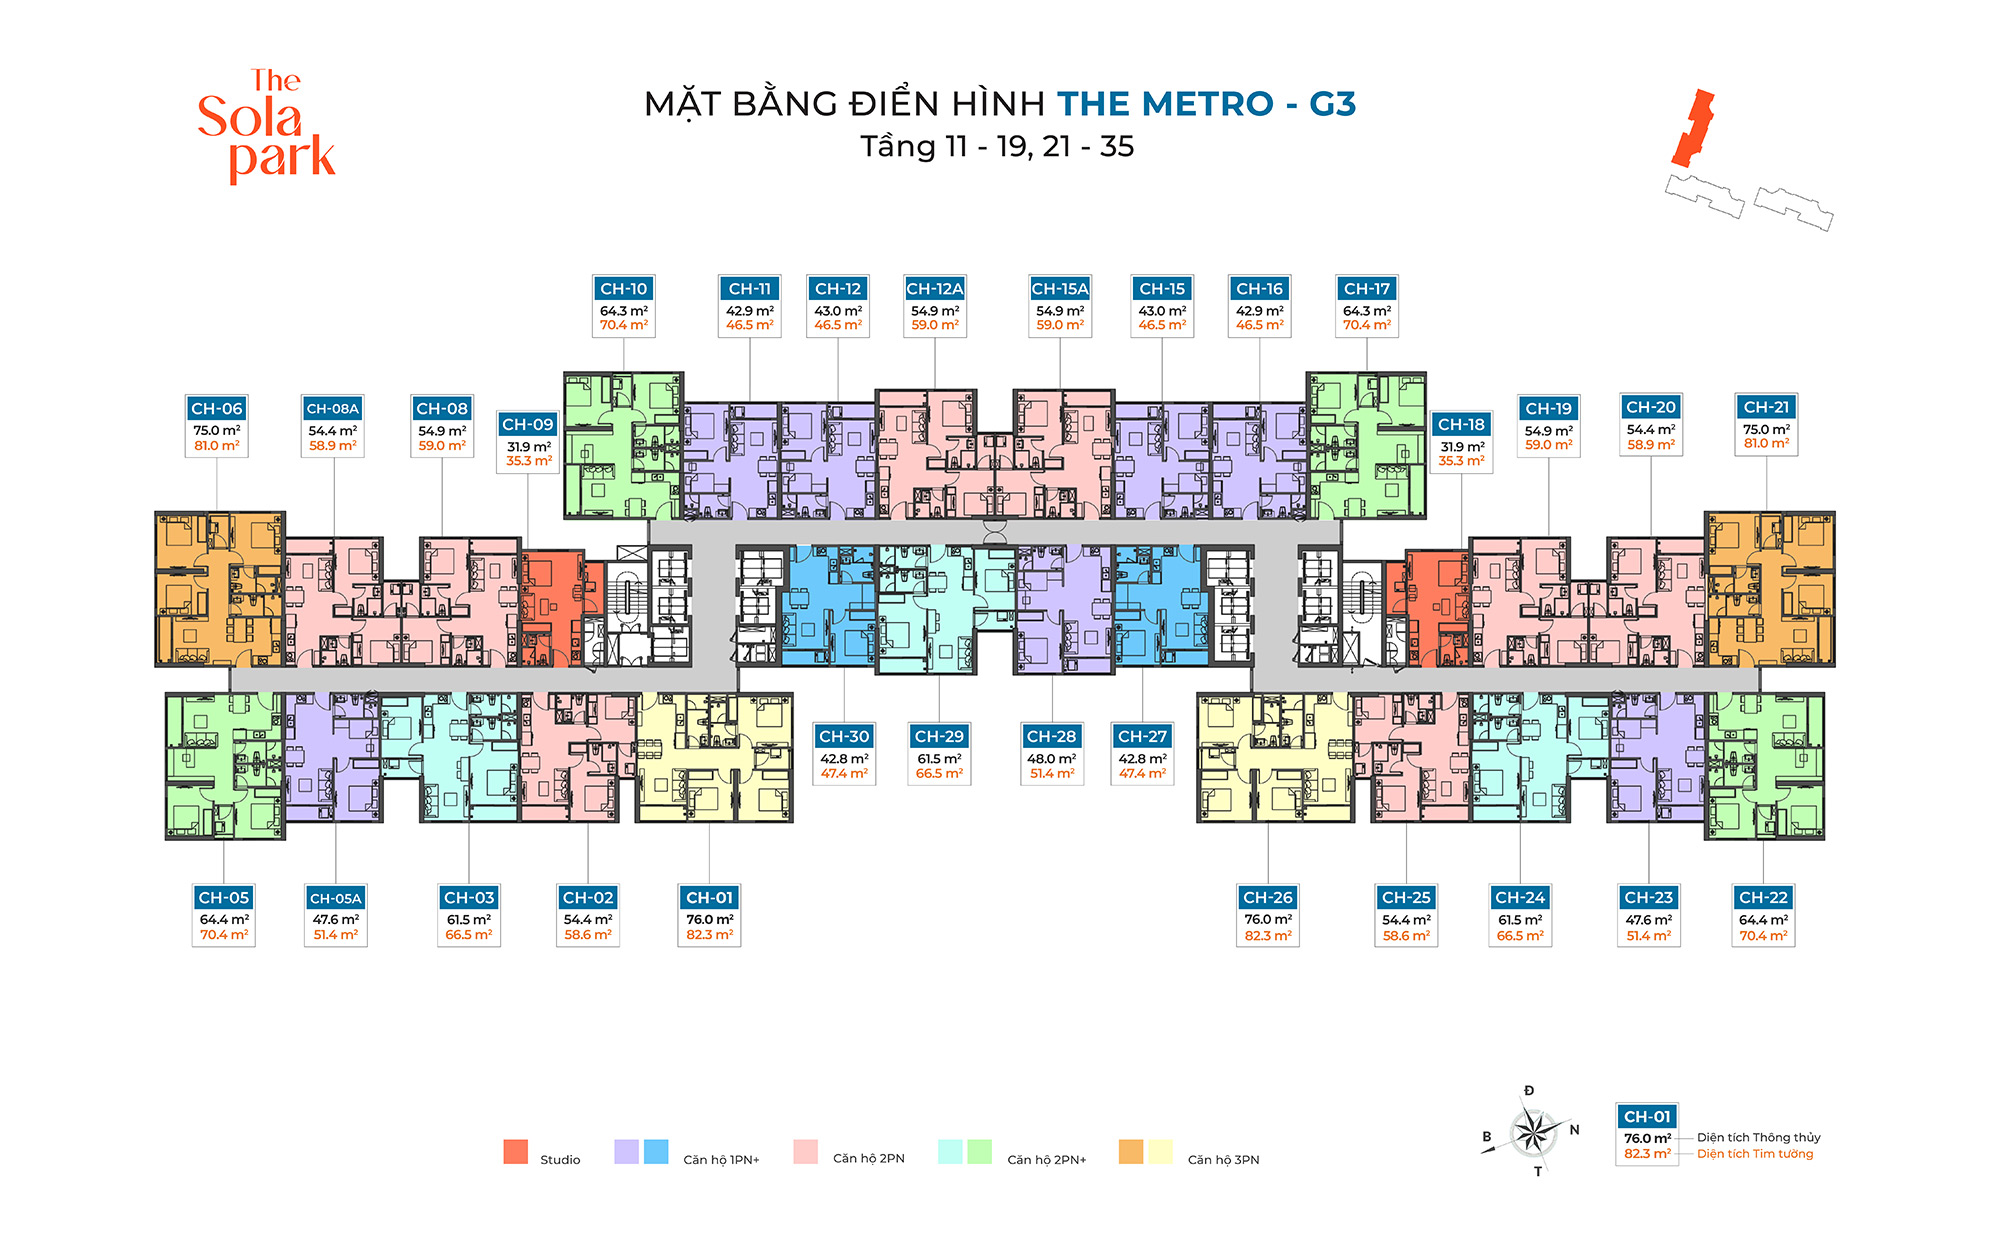 The
Sola
park
MẶT BẰNG ĐIỂN HÌNH THE METRO - G3
Tầng 11 - 19, 21 - 35
CH-10
64.3 m²
70.4 m²
CH-11
42.9 m²
46.5 m²
CH-12
43.0 m²
46.5 m²
CH-12A
54.9 m²
59.0 m²
CH-15A
54.9 m²
59.0 m²
CH-15
43.0 m²
46.5 m²
CH-16
42.9 m²
46.5 m²
CH-17
64.3 m²
70.4 m²
CH-06
75.0 m²
81.0 m²
CH-08A
54.4 m²
58.9 m²
CH-08
54.9 m²
59.0 m²
CH-09
31.9 m²
35.3 m²
CH-18
31.9 m²
35.3 m²
CH-19
54.9 m²
59.0 m²
CH-20
54.4 m²
58.9 m²
CH-21
75.0 m²
81.0 m²
CH-30
42.8 m²
47.4 m²
CH-29
61.5 m²
66.5 m²
CH-28
48.0 m²
51.4 m²
CH-27
42.8 m²
47.4 m²
CH-05
64.4 m²
70.4 m²
CH-05A
47.6 m²
51.4 m²
CH-03
61.5 m²
66.5 m²
CH-02
54.4 m²
58.6 m²
CH-01
76.0 m²
82.3 m²
CH-26
76.0 m²
82.3 m²
CH-25
54.4 m²
58.6 m²
CH-24
61.5 m²
66.5 m²
CH-23
47.6 m²
51.4 m²
CH-22
64.4 m²
70.4 m²
Studio
Căn hộ 1PN+
Căn hộ 2PN
Căn hộ 2PN+
Căn hộ 3PN
Đ
B
N
T
CH-01
76.0 m² Diện tích Thông thủy
82.3 m² Diện tích Tim tường